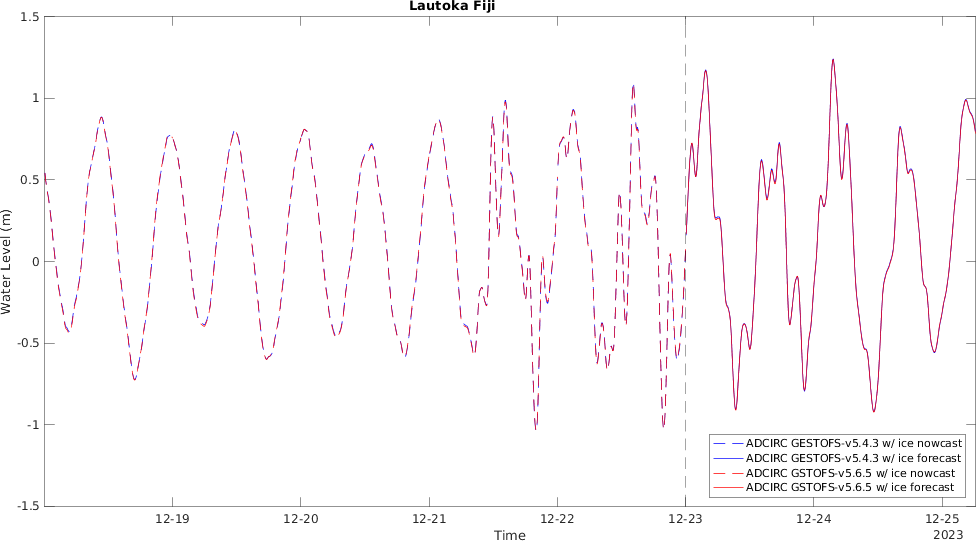 Lautoka Fiji
1.5
1
0.5
0
-0.5
-1
-1.5
Water Level (m)
12-19
12-20
12-21
12-22
12-23
12-24
12-25
Time
2023
ADCIRC GESTOFS-v5.4.3 w/ ice nowcast
ADCIRC GESTOFS-v5.4.3 w/ ice forecast
ADCIRC GSTOFS-v5.6.5 w/ ice nowcast
ADCIRC GSTOFS-v5.6.5 w/ ice forecast